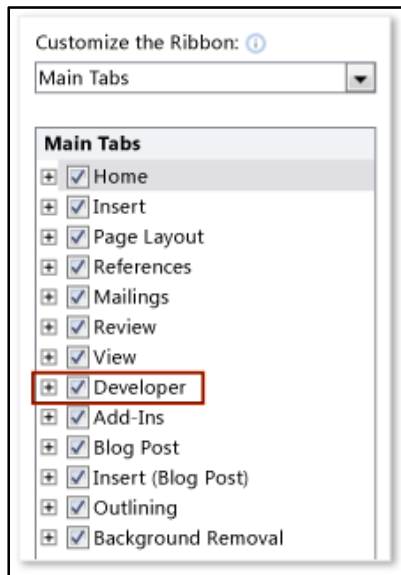 Customize the Ribbon:
Main Tabs
Main Tabs
Home
Insert
Page Layout
References
Mailings
Review
View
Developer
Add-Ins
Blog Post
Insert (Blog Post)
Outlining
Background Removal